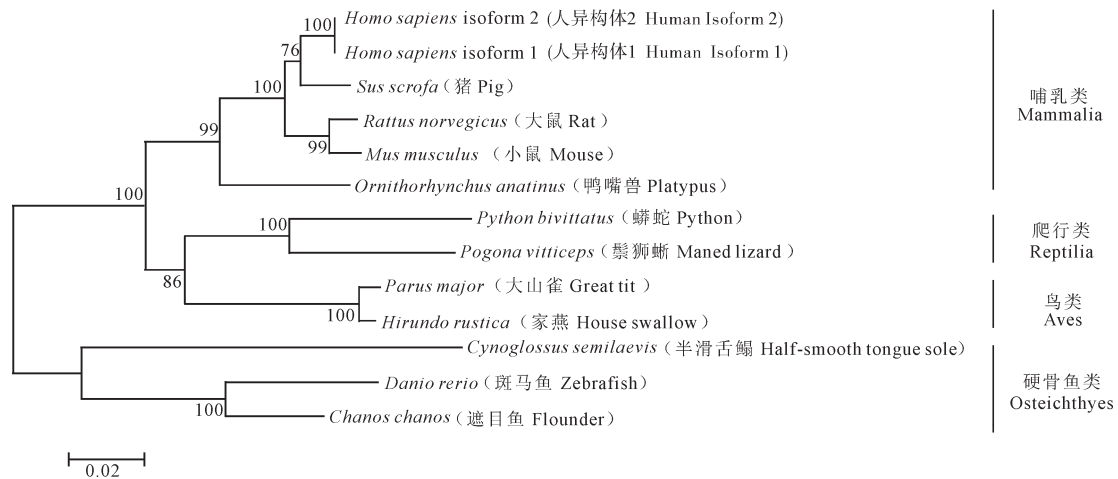 100
Homo sapiens isoform 2 (人异构体2 Human Isoform 2)
76
Homo sapiens isoform 1 (人异构体1 Human Isoform 1)
100
Sus scrofa (猪 Pig)
哺乳类
Mammalia
99
Rattus norvegicus (大鼠 Rat)
99
Mus musculus (小鼠 Mouse)
100
Ornithorhynchus anatinus (鸭嘴兽 Platypus)
100
Python bivittatus (蟒蛇 Python)
爬行类
Reptilia
Pogona vitticeps (鬃狮蜥 Maned lizard)
86
Parus major (大山雀 Great tit)
鸟类
Aves
100
Hirundo rustica (家燕 House swallow)
Cynoglossus semilaevis (半滑舌鳎 Half-smooth tongue sole)
硬骨鱼类
Osteichthyes
Danio rerio (斑马鱼 Zebrafish)
100
Chanos chanos (遮目鱼 Flounder)
0.02